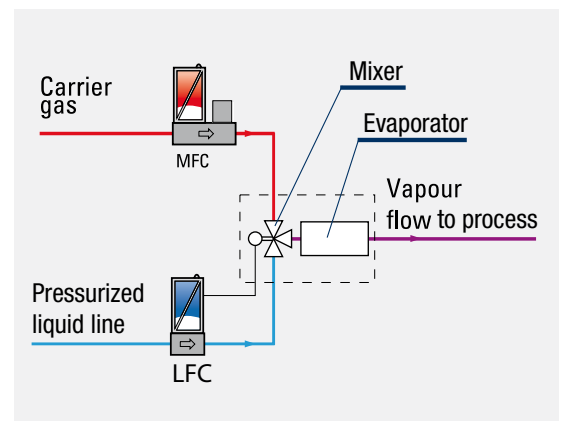 Carrier
gas
MFC
Mixer
Evaporator
Vapour
flow to process
Pressurized
liquid line
LFC